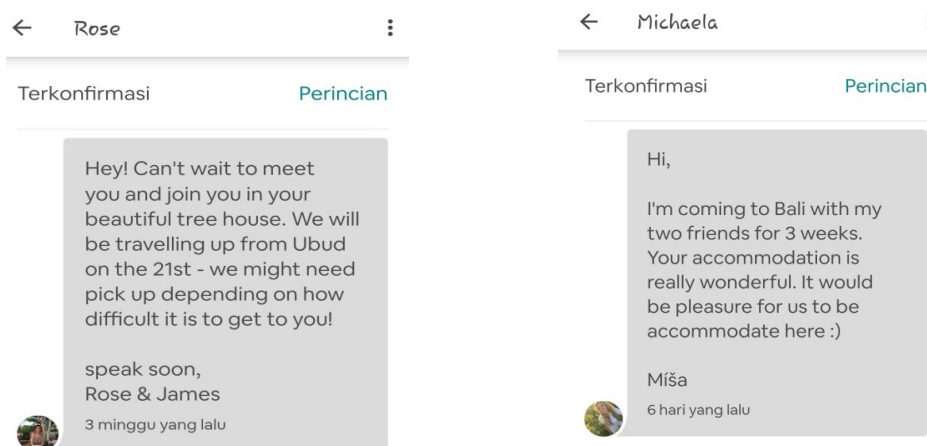 Rose
Terkonfirmasi
Perincian
Hey! Can't wait to meet
you and join you in your
beautiful tree house. We will
be travelling up from Ubud
on the 21st - we might need
pick up depending on how
difficult it is to get to you!
speak soon,
Rose & James
3 minggu yang lalu
Michaela
Terkonfirmasi
Perincian
Hi,
I'm coming to Bali with my
two friends for 3 weeks.
Your accommodation is
really wonderful. It would
be pleasure for us to be
accommodate here :)
Míša
6 hari yang lalu